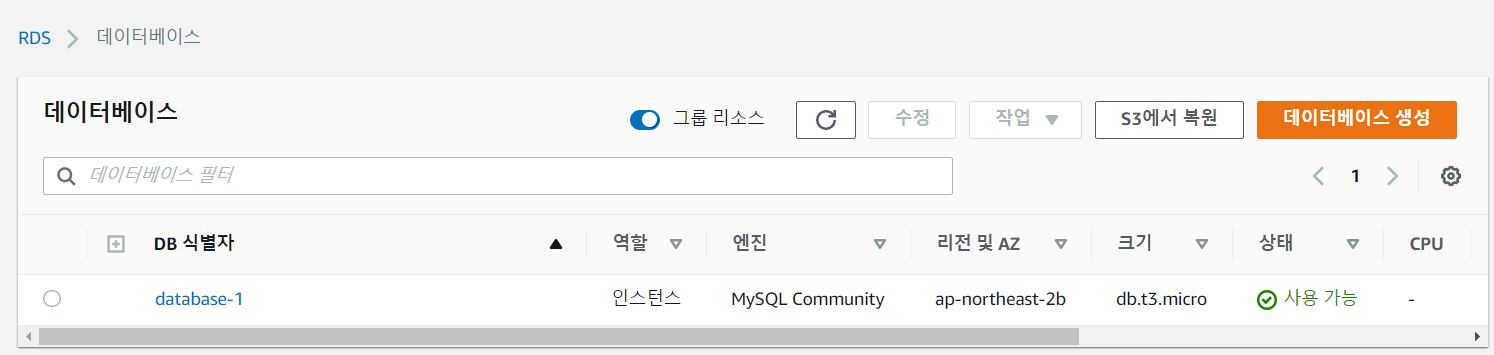 RDS 데이터베이스
데이터베이스
그룹 리소스 수정 작업 S3에서 복원 데이터베이스 생성
데이터베이스 필터
1
DB 식별자 역할 엔진 리전 및 AZ 크기 상태 CPU
database-1 인스턴스 MySQL Community ap-northeast-2b db.t3.micro 사용 가능 -